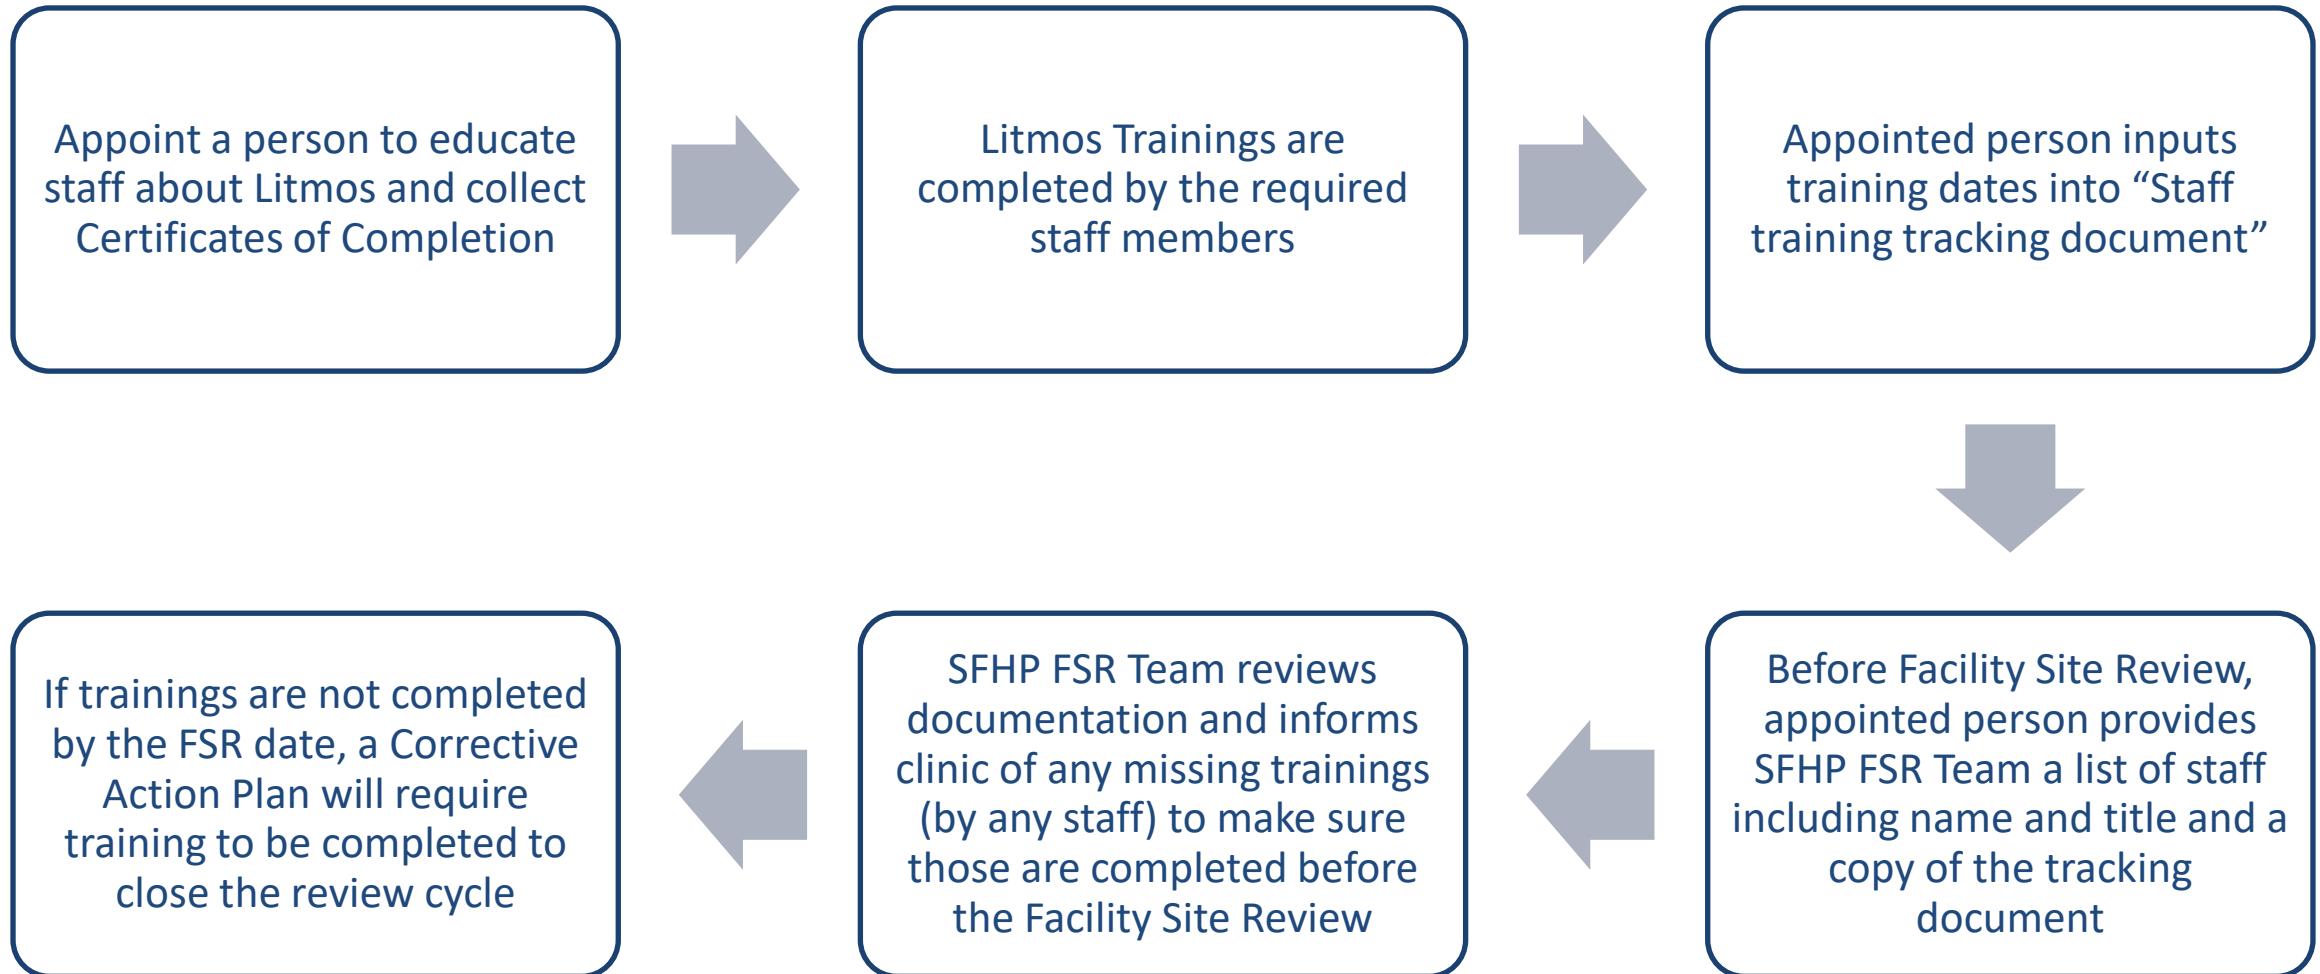 Appoint a person to educate
staff about Litmos and collect
Certificates of Completion
Litmos Trainings are
completed by the required
staff members
Appointed person inputs
training dates into “Staff
training tracking document”
Before Facility Site Review,
appointed person provides
SFHP FSR Team a list of staff
including name and title and a
copy of the tracking
document
SFHP FSR Team reviews
documentation and informs
clinic of any missing trainings
(by any staff) to make sure
those are completed before
the Facility Site Review
If trainings are not completed
by the FSR date, a Corrective
Action Plan will require
training to be completed to
close the review cycle